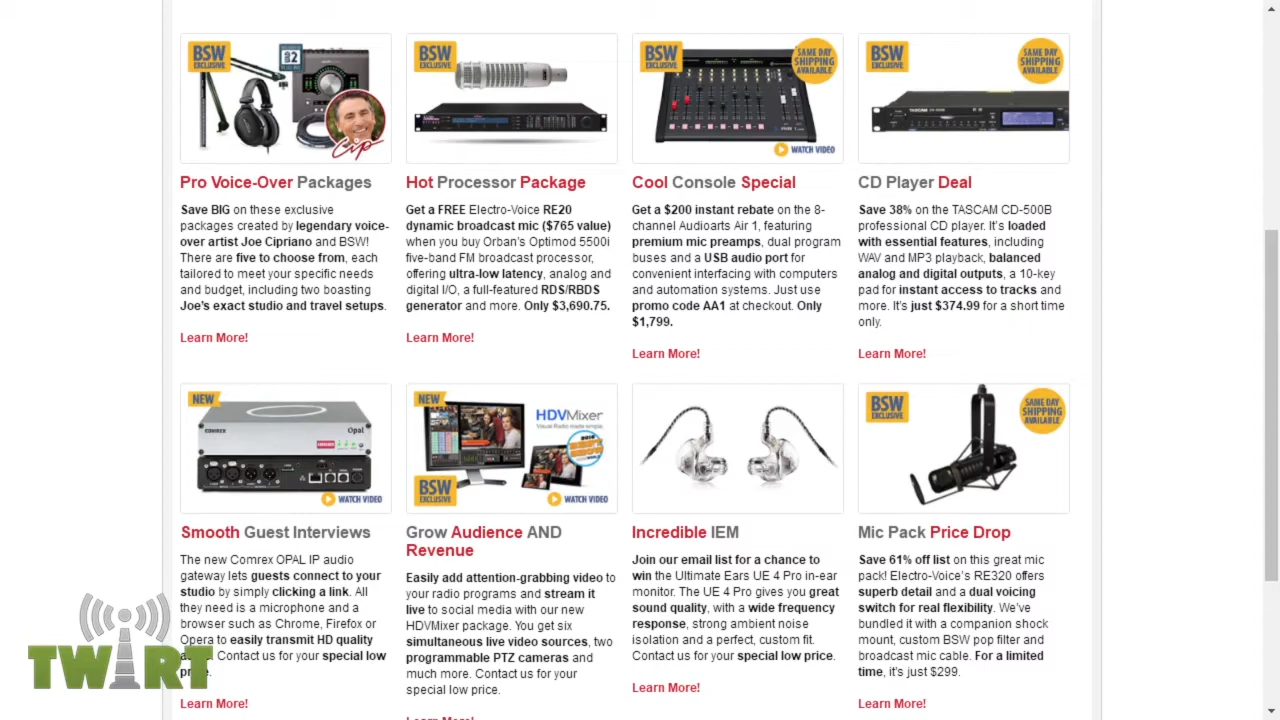 BSW
EXCLUSIVE
Cip
Pro Voice-Over Packages
Save BIG on these exclusive
packages created by legendary voice-
over artist Joe Cipriano and BSW!
There are five to choose from, each
tailored to meet your specific needs
and budget, including two boasting
Joe's exact studio and travel setups.
Learn More!
BSW
EXCLUSIVE
Hot Processor Package
Get a FREE Electro-Voice RE20
dynamic broadcast mic ($765 value)
when you buy Orban's Optimod 5500i
five-band FM broadcast processor,
offering ultra-low latency, analog and
digital I/O, a full-featured RDS/RBDS
generator and more. Only $3,690.75.
Learn More!
BSW
EXCLUSIVE
SAME DAY
SHIPPING
AVAILABLE
WATCH VIDEO
Cool Console Special
Get a $200 instant rebate on the 8-
channel Audioarts Air 1, featuring
premium mic preamps, dual program
buses and a USB audio port for
convenient interfacing with computers
and automation systems. Just use
promo code AA1 at checkout. Only
$1,799.
Learn More!
BSW
EXCLUSIVE
SAME DAY
SHIPPING
AVAILABLE
TASCAM
CD Player Deal
Save 38% on the TASCAM CD-500B
professional CD player. It's loaded
with essential features, including
WAV and MP3 playback, balanced
analog and digital outputs, a 10-key
pad for instant access to tracks and
more. It's just $374.99 for a short time
only.
Learn More!
NEW
COMREX
Opal
WATCH VIDEO
Smooth Guest Interviews
The new Comrex OPAL IP audio
gateway lets guests connect to your
studio by simply clicking a link. All
they need is a microphone and a
browser such as Chrome, Firefox or
Opera to easily transmit HD quality
Contact us for your special low
NEW
HDVMixer
Visual Radio made simple.
BSW
EXCLUSIVE
WATCH VIDEO
Grow Audience AND
Revenue
Easily add attention-grabbing video to
your radio programs and stream it
live to social media with our new
HDVMixer package. You get six
simultaneous live video sources, two
programmable PTZ cameras and
much more. Contact us for your
special low price.
Learn More!
Incredible IEM
Join our email list for a chance to
win the Ultimate Ears UE 4 Pro in-ear
monitor. The UE 4 Pro gives you great
sound quality, with a wide frequency
response, strong ambient noise
isolation and a perfect, custom fit.
Contact us for your special low price.
Learn More!
BSW
EXCLUSIVE
SAME DAY
SHIPPING
AVAILABLE
Mic Pack Price Drop
Save 61% off list on this great mic
pack! Electro-Voice's RE320 offers
superb detail and a dual voicing
switch for real flexibility. We've
bundled it with a companion shock
mount, custom BSW pop filter and
broadcast mic cable. For a limited
time, it's just $299.
Learn More!
TWiRT
Learn More!